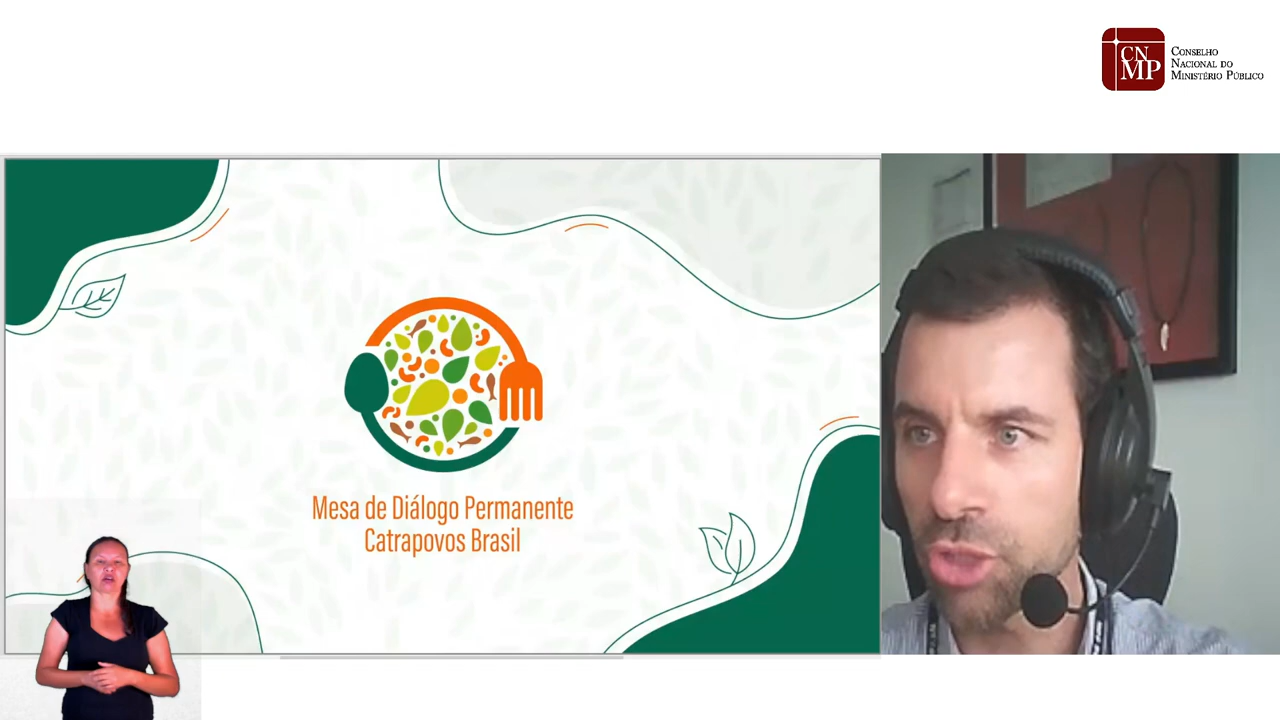 CN
MP
CONSELHO
NACIONAL DO
MINISTÉRIO PÚBLICO
Mesa de Diálogo Permanente
Catrapovos Brasil